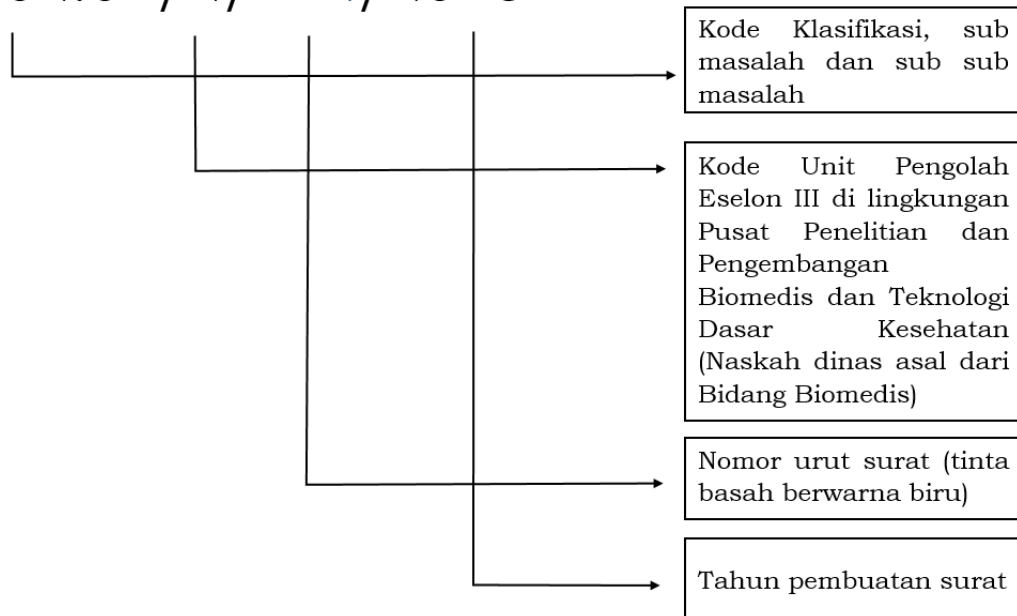 Kode Klasifikasi, sub
masalah dan sub sub
masalah
Kode Unit Pengolah
Eselon III di lingkungan
Pusat Penelitian dan
Pengembangan
Biomedis dan Teknologi
Dasar Kesehatan
(Naskah dinas asal dari
Bidang Biomedis)
Nomor urut surat (tinta
basah berwarna biru)
Tahun pembuatan surat